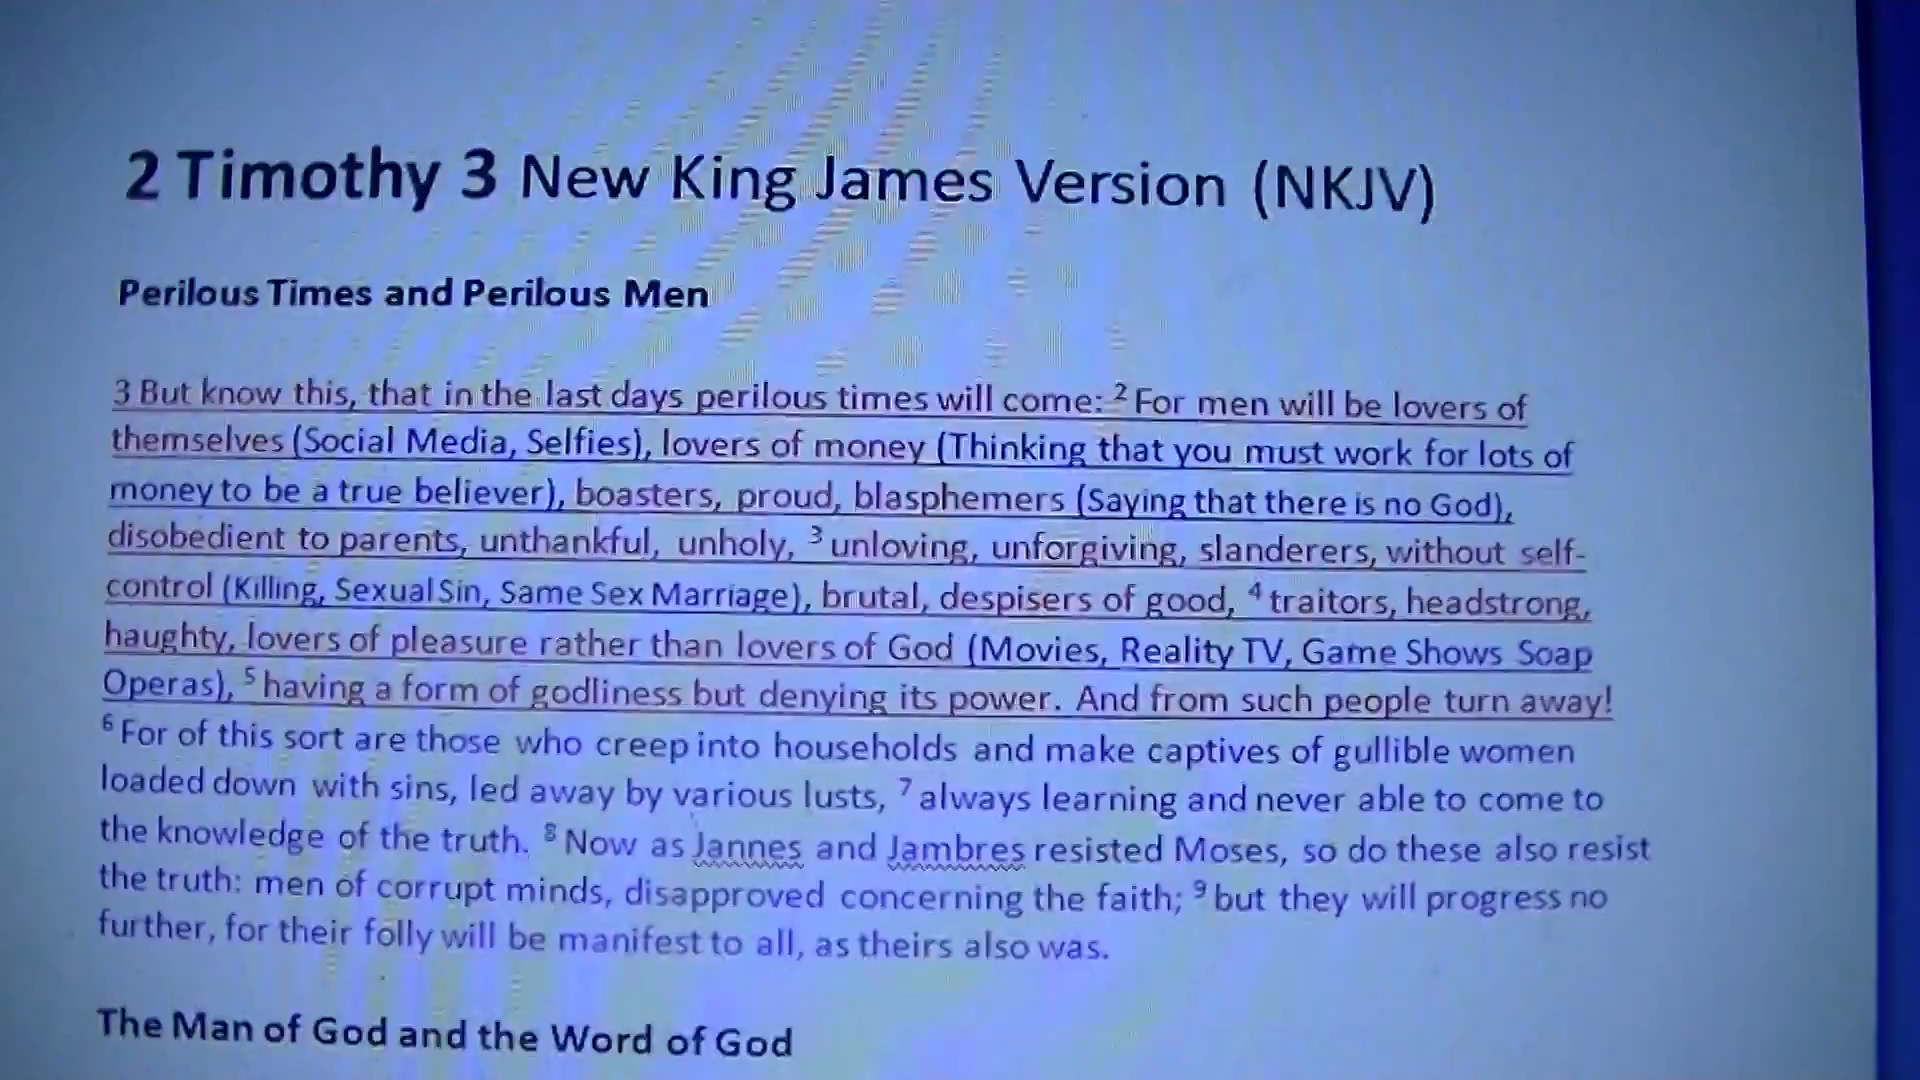 2 Timothy 3 New King James Version (NKJV)
Perilous Times and Perilous Men
3 But know this, that in the last days perilous times will come: ² For men will be lovers of
themselves (Social Media, Selfies), lovers of money (Thinking that you must work for lots of
money to be a true believer), boasters, proud, blasphemers (Saying that there is no God),
disobedient to parents, unthankful, unholy, ³ unloving, unforgiving, slanderers, without self-
control (Killing, Sexual Sin, Same Sex Marriage), brutal, despisers of good, ⁴ traitors, headstrong,
haughty, lovers of pleasure rather than lovers of God (Movies, Reality TV, Game Shows Soap
Operas), ⁵ having a form of godliness but denying its power. And from such people turn away!
⁶ For of this sort are those who creep into households and make captives of gullible women
loaded down with sins, led away by various lusts, ⁷ always learning and never able to come to
the knowledge of the truth. ⁸ Now as Jannes and Jambres resisted Moses, so do these also resist
the truth: men of corrupt minds, disapproved concerning the faith; ⁹ but they will progress no
further, for their folly will be manifest to all, as theirs also was.
The Man of God and the Word of God